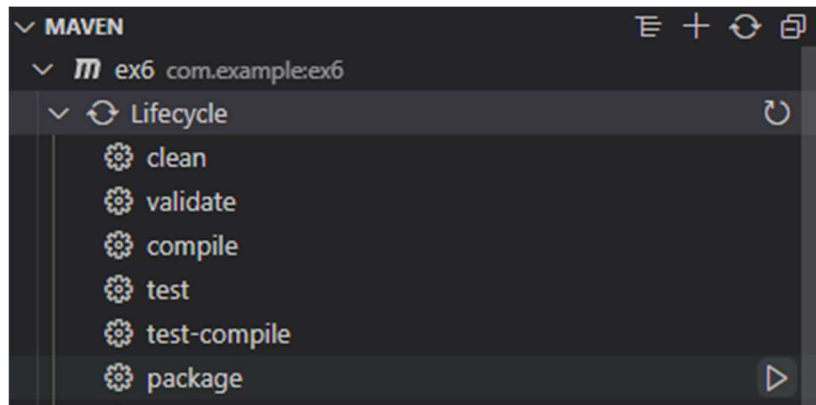 MAVEN
m ex6 com.example:ex6
Lifecycle
clean
validate
compile
test
test-compile
package